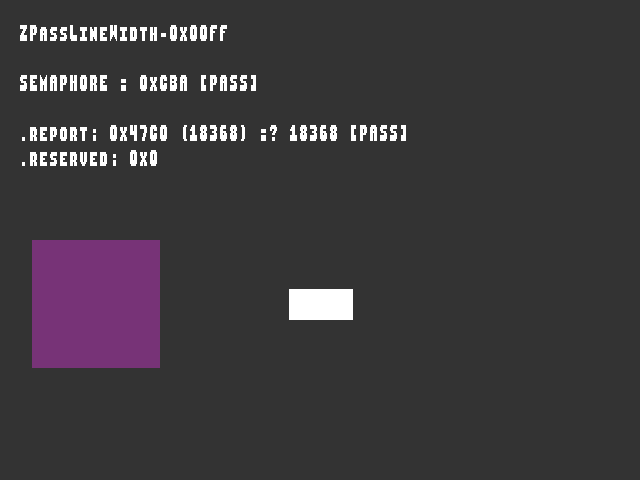 ZPassLineWidth-0x00FF
SEMAPHORE : 0xCBA [PASS]
.REPORT: 0x47C0 (18368) :? 18368 [PASS]
.RESERVED: 0x0